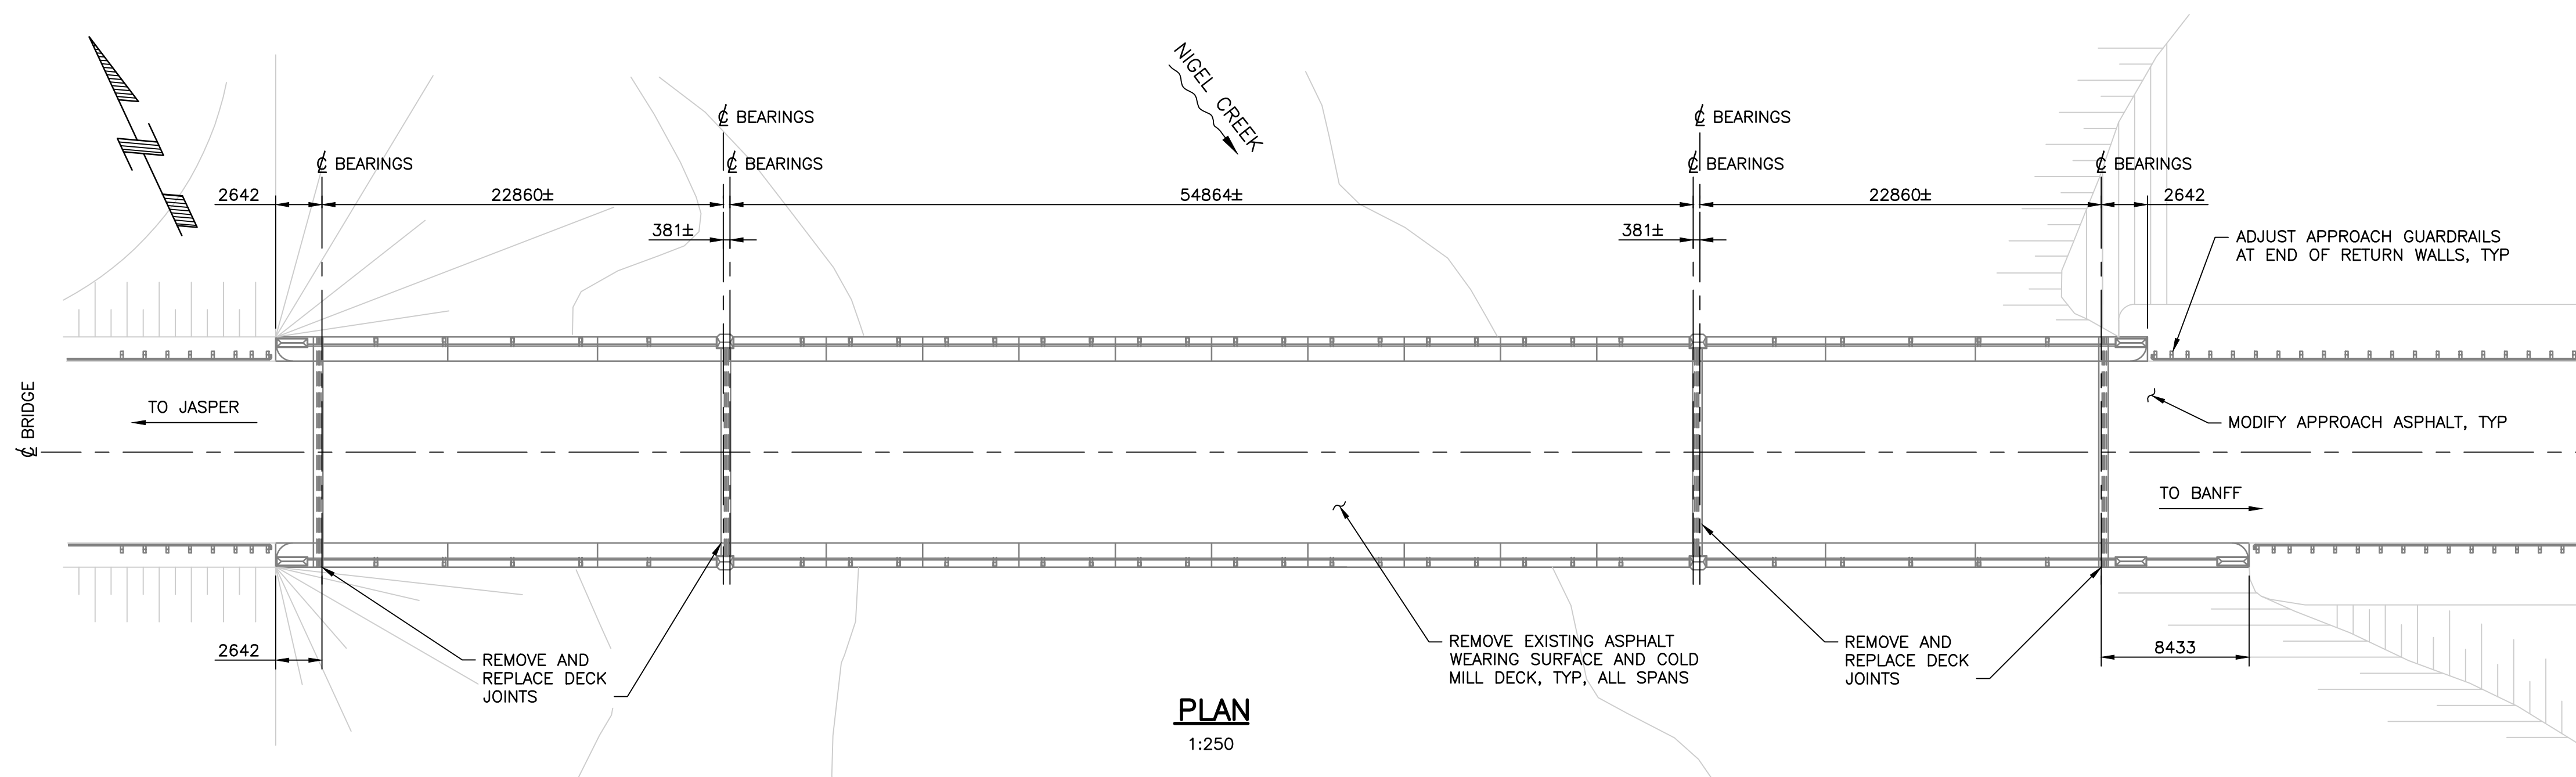 NIGEL CREEK
℄ BEARINGS
℄ BEARINGS
℄ BEARINGS
℄ BEARINGS
℄ BEARINGS
℄ BEARINGS
2642
22860±
54864±
22860±
2642
381±
381±
ADJUST APPROACH GUARDRAILS
AT END OF RETURN WALLS, TYP
℄ BRIDGE
TO JASPER
MODIFY APPROACH ASPHALT, TYP
TO BANFF
2642
REMOVE AND
REPLACE DECK
JOINTS
REMOVE EXISTING ASPHALT
WEARING SURFACE AND COLD
MILL DECK, TYP, ALL SPANS
REMOVE AND
REPLACE DECK
JOINTS
8433
PLAN
1:250